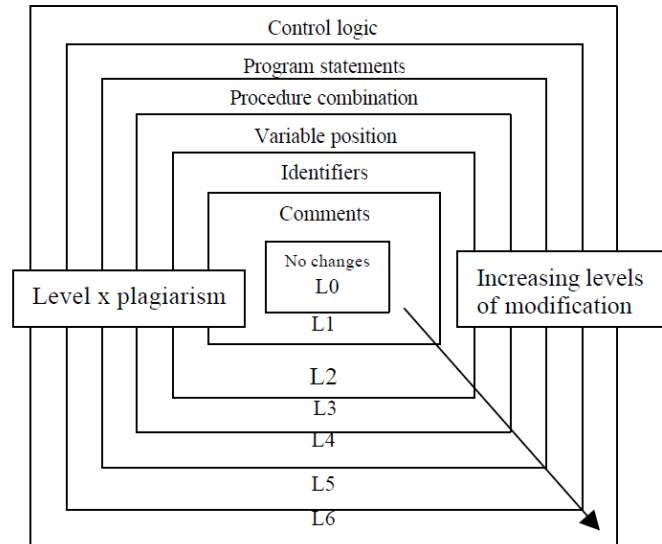 Control logic
Program statements
Procedure combination
Variable position
Identifiers
Comments
No changes
L0
Level x plagiarism
Increasing levels
of modification
L1
L2
L3
L4
L5
L6